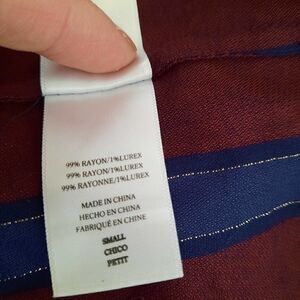 99% RAYON/1%LUREX
99% RAYON/1%LUREX
99% RAYONNE/1%LUREX
MADE IN CHINA
HECHO EN CHINA
FABRIQUÉ EN CHINE
SMALL
CHICO
PETIT